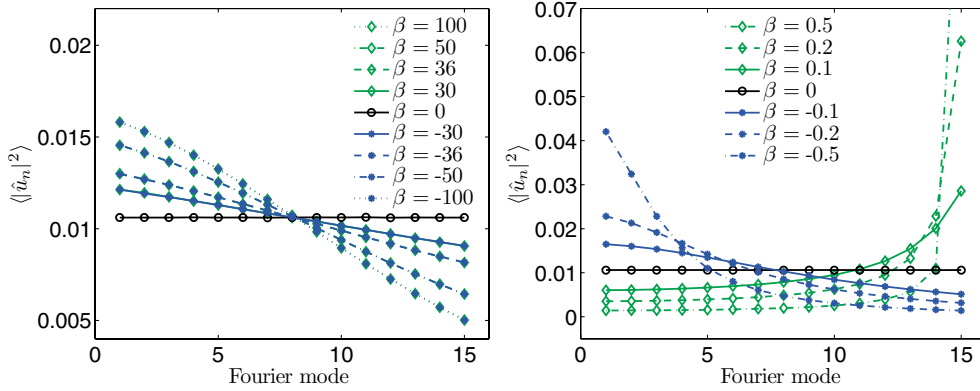 0.02
0.015
0.01
0.005
0
5
10
15
⟨|û_n|²⟩
Fourier mode
β = 100
β = 50
β = 36
β = 30
β = 0
β = -30
β = -36
β = -50
β = -100
0.07
0.06
0.05
0.04
0.03
0.02
0.01
0
0
5
10
15
⟨|û_n|²⟩
Fourier mode
β = 0.5
β = 0.2
β = 0.1
β = 0
β = -0.1
β = -0.2
β = -0.5